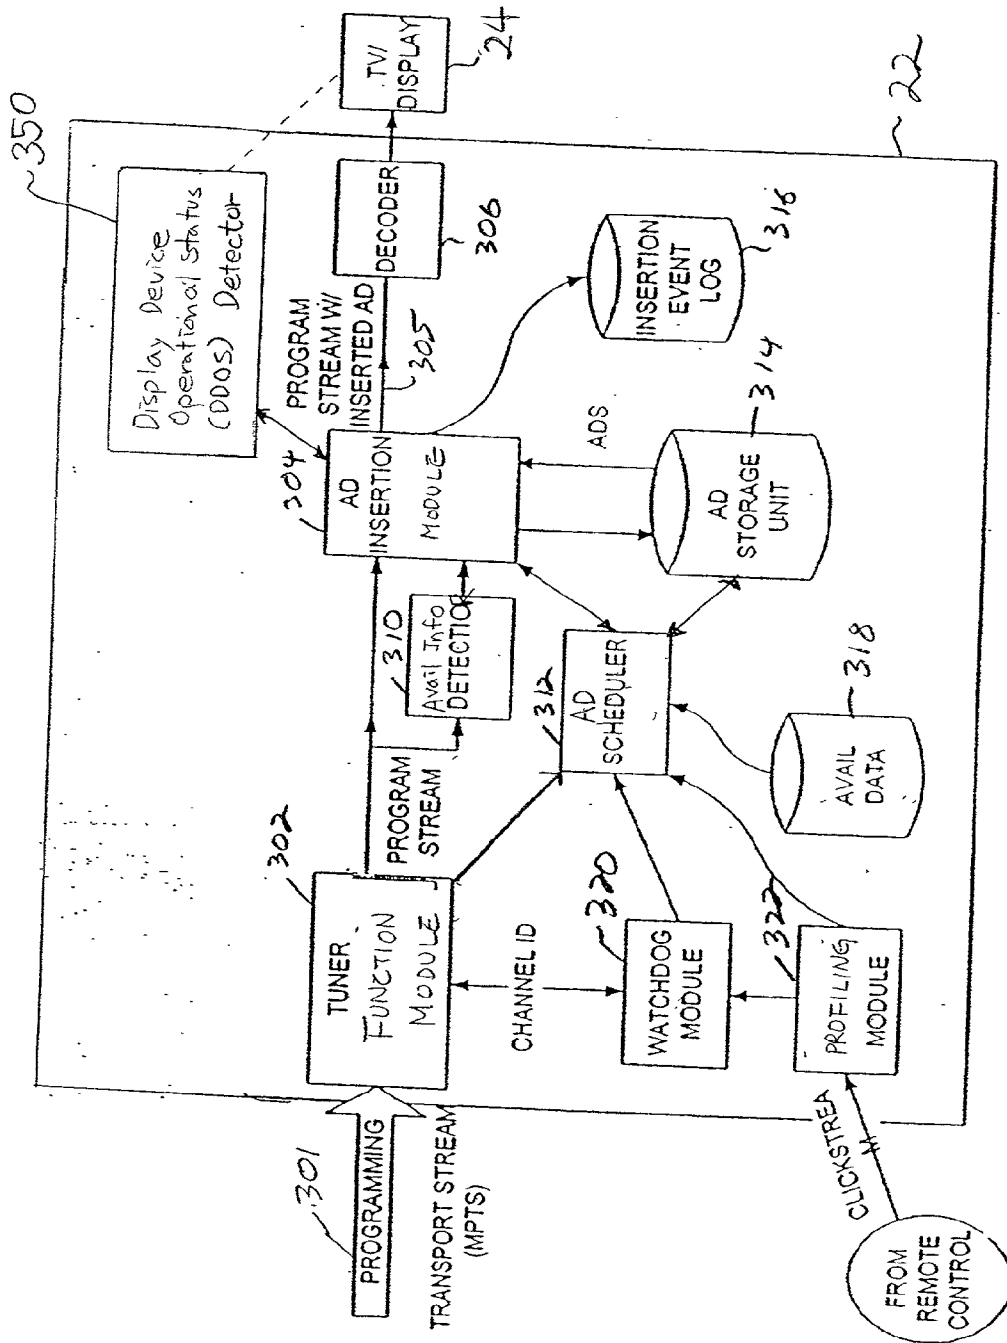 350
Display Device
Operational Status
(DDOS) Detector
TV/
DISPLAY
24
22
DECODER
306
PROGRAM
STREAM W/
INSERTED AD
305
304
AD
INSERTION
MODULE
INSERTION
EVENT
LOG
316
ADS
AD
STORAGE
UNIT
314
310
Avail Info
DETECTION
312
AD
SCHEDULER
AVAIL
DATA
318
PROGRAM
STREAM
302
TUNER
FUNCTION
MODULE
CHANNEL ID
320
WATCHDOG
MODULE
322
PROFILING
MODULE
301
PROGRAMMING
TRANSPORT STREAM
(MPTS)
CLICKSTREA
M
FROM
REMOTE
CONTROL